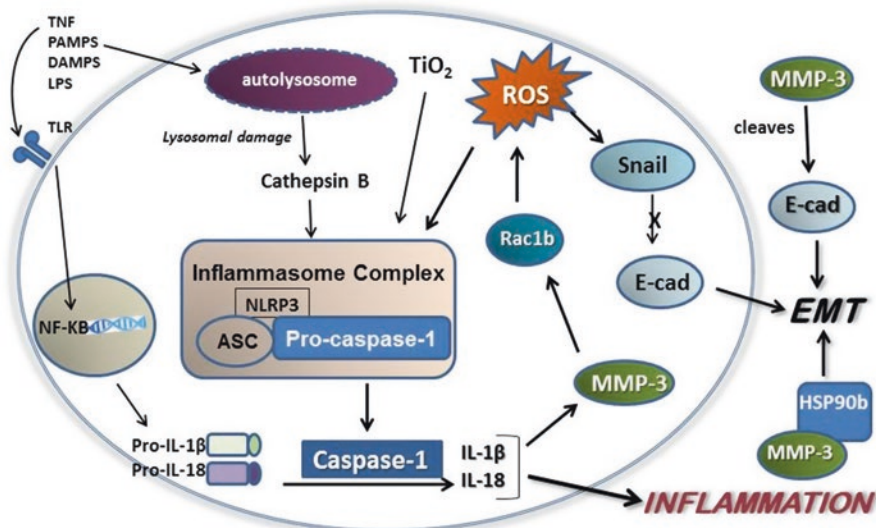 TNF
PAMPS
DAMPS
LPS
TLR
autolysosome
TiO₂
Lysosomal damage
Cathepsin B
ROS
Snail
X
E-cad
Rac1b
MMP-3
cleaves
E-cad
EMT
HSP90b
MMP-3
Inflammasome Complex
NLRP3
ASC
Pro-caspase-1
NF-KB
MMP-3
Pro-IL-1β
Pro-IL-18
Caspase-1
IL-1β
IL-18
INFLAMMATION